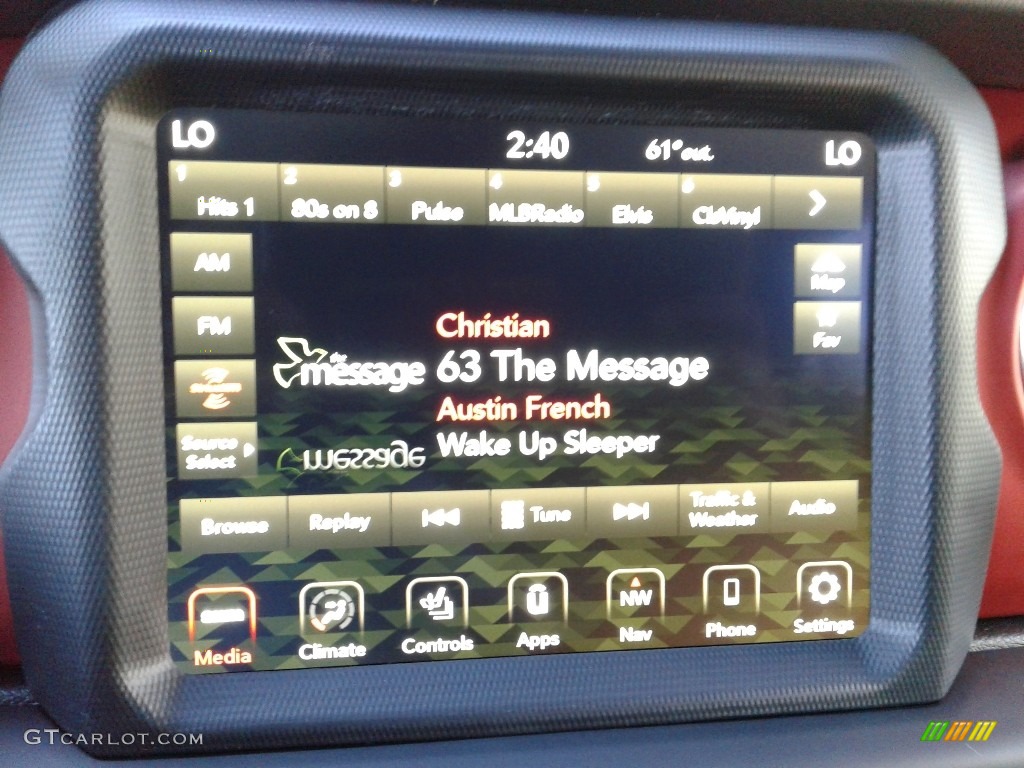 LO 2:40 61° out. LO
1 2 3 4 5 6
Hits 1 80s on 8 Pulse MLBRadio Elvis ClsVinyl
AM
Map
FM
Fav
Christian
the message 63 The Message
Austin French
Source Select
message Wake Up Sleeper
Browse Replay Tune Traffic & Weather Audio
NW
Media Climate Controls Apps Nav Phone Settings
GTcarlot.com